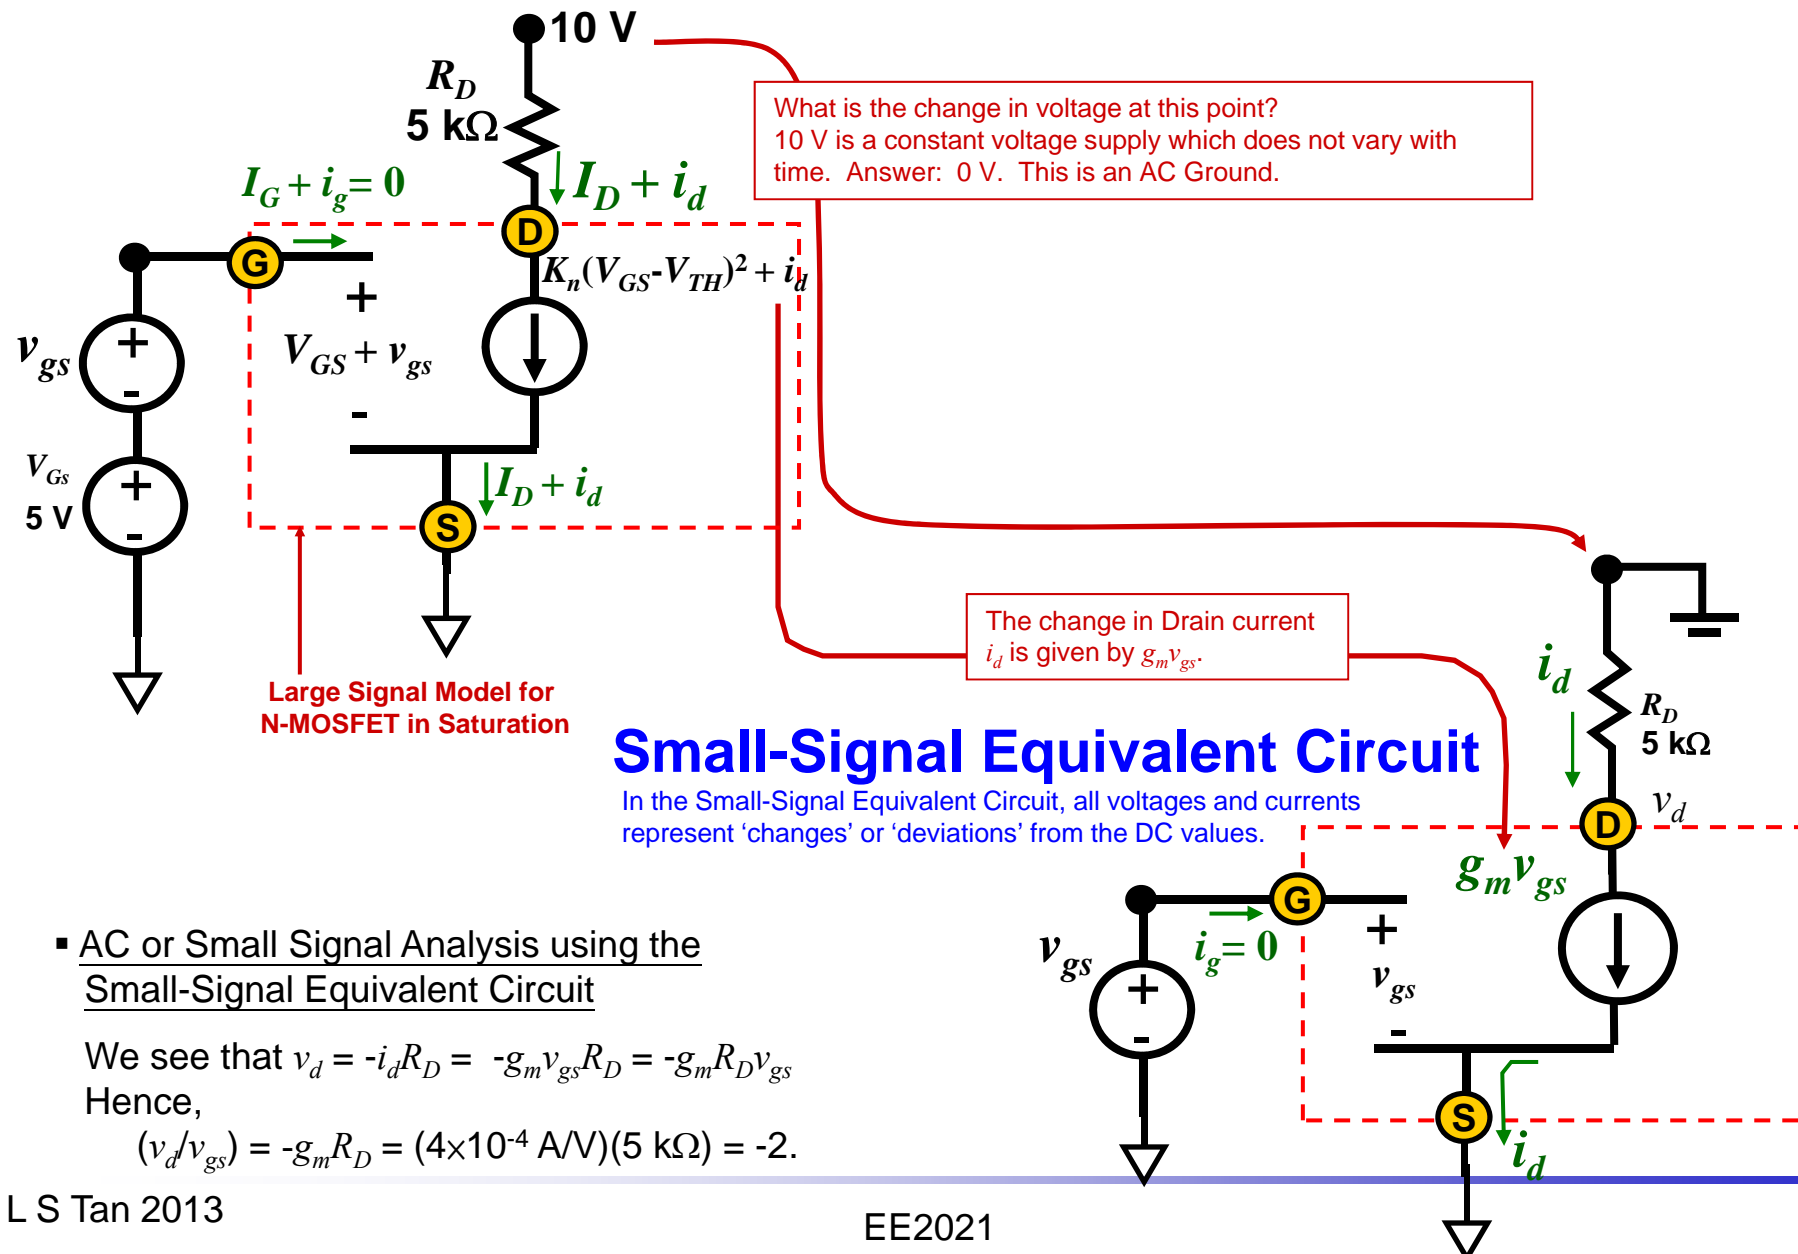 10 V
R_D
5 kΩ
I_G + i_g = 0
I_D + i_d
What is the change in voltage at this point?
10 V is a constant voltage supply which does not vary with
time. Answer: 0 V. This is an AC Ground.
D
G
K_n(V_GS-V_TH)² + i_d
+
V_GS + v_gs
-
v_gs
+
-
V_Gs
5 V
+
-
I_D + i_d
S
Large Signal Model for
N-MOSFET in Saturation
The change in Drain current
i_d is given by g_m v_gs.
Small-Signal Equivalent Circuit
In the Small-Signal Equivalent Circuit, all voltages and currents
represent ‘changes’ or ‘deviations’ from the DC values.
i_d
R_D
5 kΩ
D
v_d
g_m v_gs
G
i_g = 0
+
v_gs
-
v_gs
+
-
S
i_d
▪ AC or Small Signal Analysis using the
Small-Signal Equivalent Circuit
We see that v_d = -i_d R_D = -g_m v_gs R_D = -g_m R_D v_gs
Hence,
(v_d/v_gs) = -g_m R_D = (4×10⁻⁴ A/V)(5 kΩ) = -2.
L S Tan 2013
EE2021